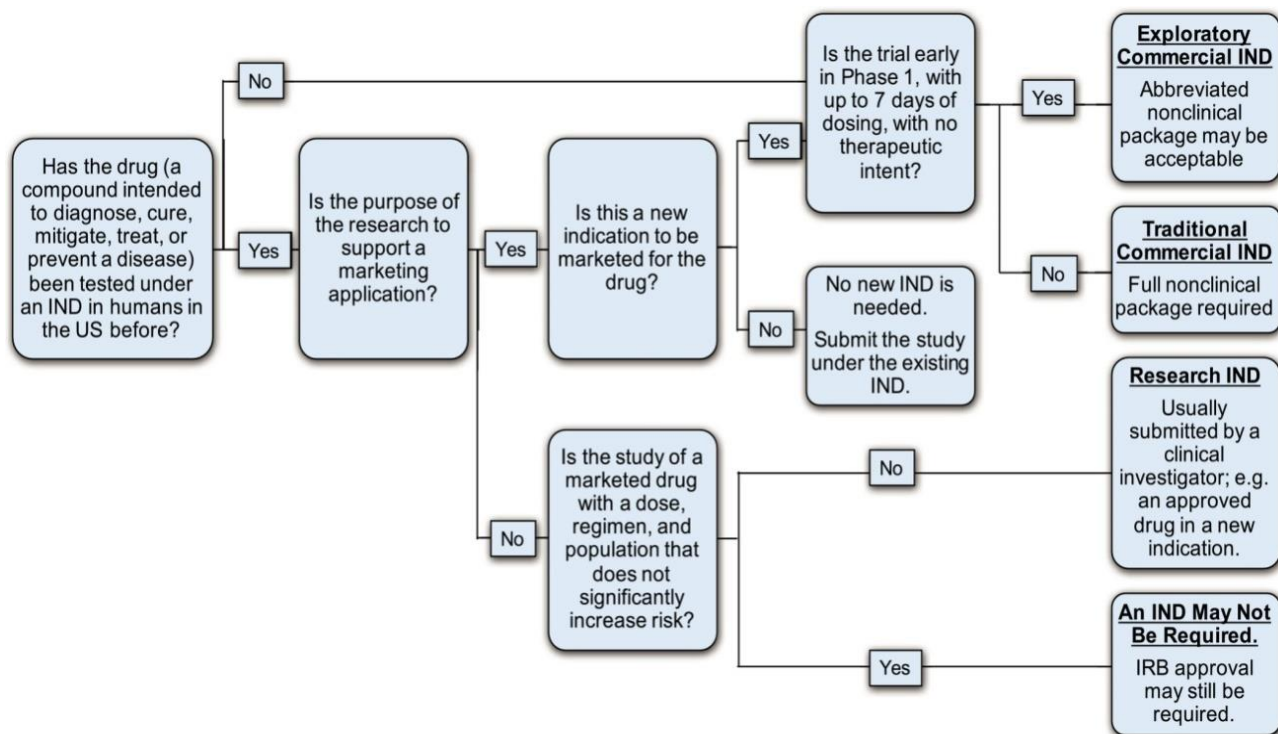 Has the drug (a
compound intended
to diagnose, cure,
mitigate, treat, or
prevent a disease)
been tested under
an IND in humans in
the US before?
No
Yes
Is the purpose of
the research to
support a
marketing
application?
Yes
No
Is this a new
indication to be
marketed for the
drug?
Yes
No
Is the trial early
in Phase 1, with
up to 7 days of
dosing, with no
therapeutic
intent?
Yes
No
Exploratory
Commercial IND
Abbreviated
nonclinical
package may be
acceptable
Traditional
Commercial IND
Full nonclinical
package required
No new IND is
needed.
Submit the study
under the existing
IND.
Is the study of a
marketed drug
with a dose,
regimen, and
population that
does not
significantly
increase risk?
No
Yes
Research IND
Usually
submitted by a
clinical
investigator; e.g.
an approved
drug in a new
indication.
An IND May Not
Be Required.
IRB approval
may still be
required.